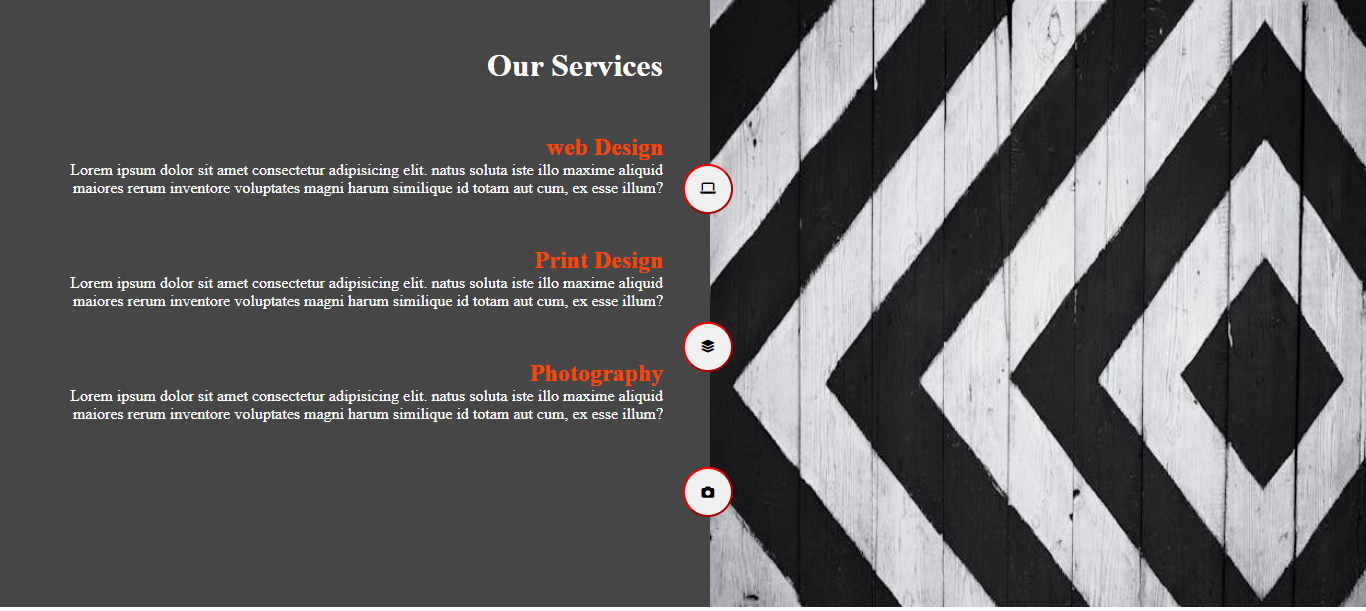 Our Services
web Design
Lorem ipsum dolor sit amet consectetur adipisicing elit. natus soluta iste illo maxime aliquid
maiores rerum inventore voluptates magni harum similique id totam aut cum, ex esse illum?
Print Design
Lorem ipsum dolor sit amet consectetur adipisicing elit. natus soluta iste illo maxime aliquid
maiores rerum inventore voluptates magni harum similique id totam aut cum, ex esse illum?
Photography
Lorem ipsum dolor sit amet consectetur adipisicing elit. natus soluta iste illo maxime aliquid
maiores rerum inventore voluptates magni harum similique id totam aut cum, ex esse illum?